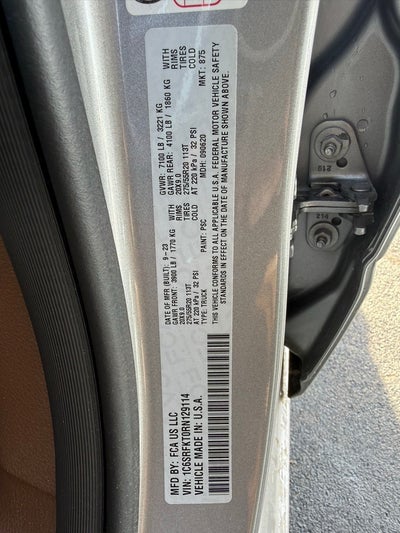 MFD BY: FCA US LLC
DATE OF MFR (BUILT) 9-23
GVWR: 7100 LB / 3221 KG
GAWR FRONT: 3900 LB / 1770 KG
WITH
GAWR REAR: 4100 LB / 1860 KG
WITH
20X9.0
RIMS
20X9.0
RIMS
275/55R20 113T
TIRES
275/55R20 113T
TIRES
AT 220 kPa / 32 PSI
COLD
AT 220 kPa / 32 PSI
COLD
TYPE: TRUCK
PAINT: PSC
MDH: 090620
MKT: 875
VIN: 1C6SRFKT0RN129114
VEHICLE MADE IN: U.S.A.
THIS VEHICLE CONFORMS TO ALL APPLICABLE U.S.A. FEDERAL MOTOR VEHICLE SAFETY
STANDARDS IN EFFECT ON THE DATE OF MANUFACTURE SHOWN ABOVE.
214